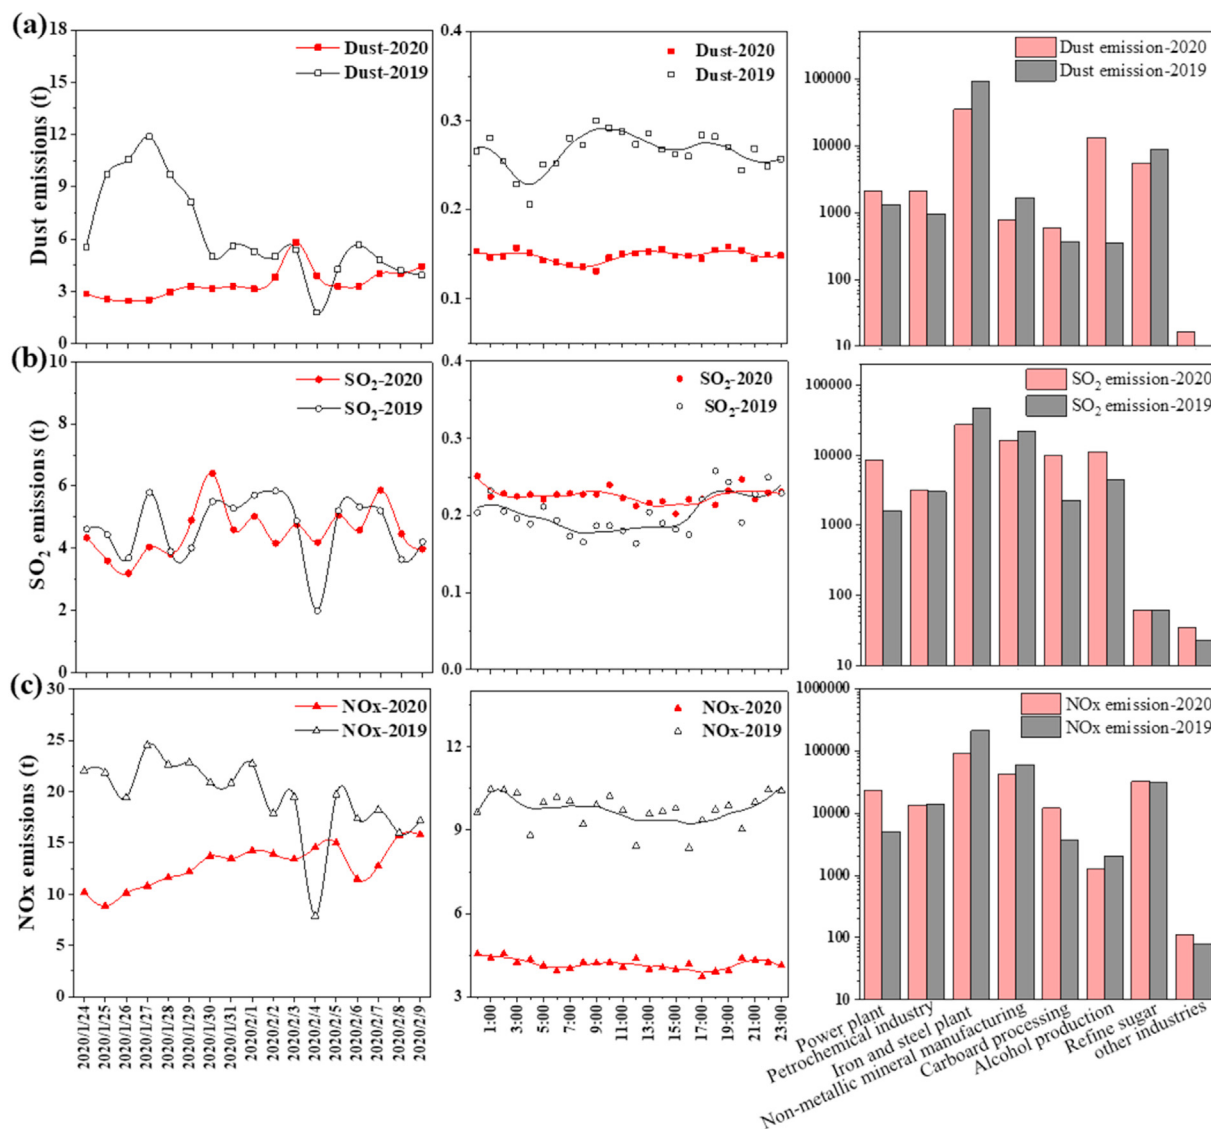 (a)
Dust emissions (t)
18
15
12
9
6
3
0
Dust-2020
Dust-2019
0.4
0.3
0.2
0.1
Dust-2020
Dust-2019
100000
10000
1000
100
10
Dust emission-2020
Dust emission-2019
(b)
SO2 emissions (t)
10
8
6
4
2
0
SO2-2020
SO2-2019
0.4
0.3
0.2
0.1
0.0
SO2-2020
SO2-2019
100000
10000
1000
100
10
SO2 emission-2020
SO2 emission-2019
(c)
NOx emissions (t)
30
25
20
15
10
5
0
NOx-2020
NOx-2019
12
9
6
3
NOx-2020
NOx-2019
1000000
100000
10000
1000
100
10
NOx emission-2020
NOx emission-2019
2020/1/24
2020/1/25
2020/1/26
2020/1/27
2020/1/28
2020/1/29
2020/1/30
2020/1/31
2020/2/1
2020/2/2
2020/2/3
2020/2/4
2020/2/5
2020/2/6
2020/2/7
2020/2/8
2020/2/9
1:00
3:00
5:00
7:00
9:00
11:00
13:00
15:00
17:00
19:00
21:00
23:00
Power plant
Petrochemical industry
Iron and steel plant
Non-metallic mineral manufacturing
Carboard processing
Alcohol production
Refine sugar
other industries